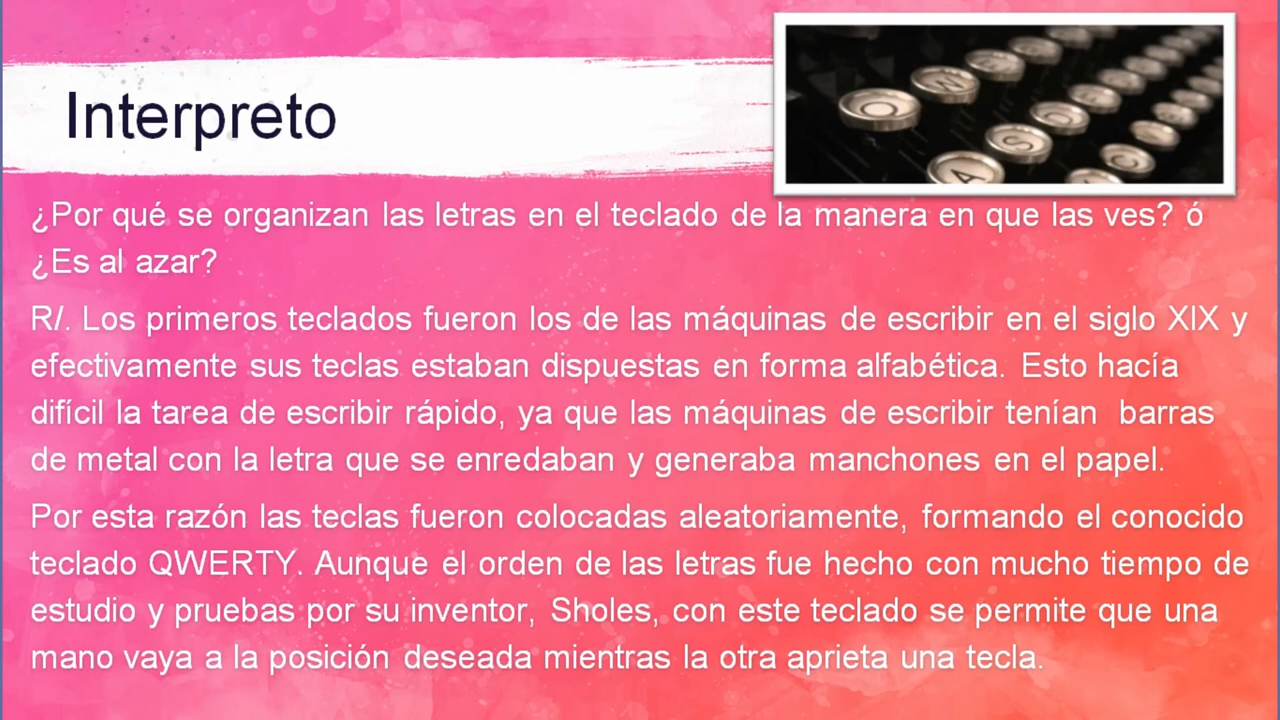 Interpreto
¿Por qué se organizan las letras en el teclado de la manera en que las ves? ó
¿Es al azar?
R/. Los primeros teclados fueron los de las máquinas de escribir en el siglo XIX y
efectivamente sus teclas estaban dispuestas en forma alfabética. Esto hacía
difícil la tarea de escribir rápido, ya que las máquinas de escribir tenían barras
de metal con la letra que se enredaban y generaba manchones en el papel.
Por esta razón las teclas fueron colocadas aleatoriamente, formando el conocido
teclado QWERTY. Aunque el orden de las letras fue hecho con mucho tiempo de
estudio y pruebas por su inventor, Sholes, con este teclado se permite que una
mano vaya a la posición deseada mientras la otra aprieta una tecla.